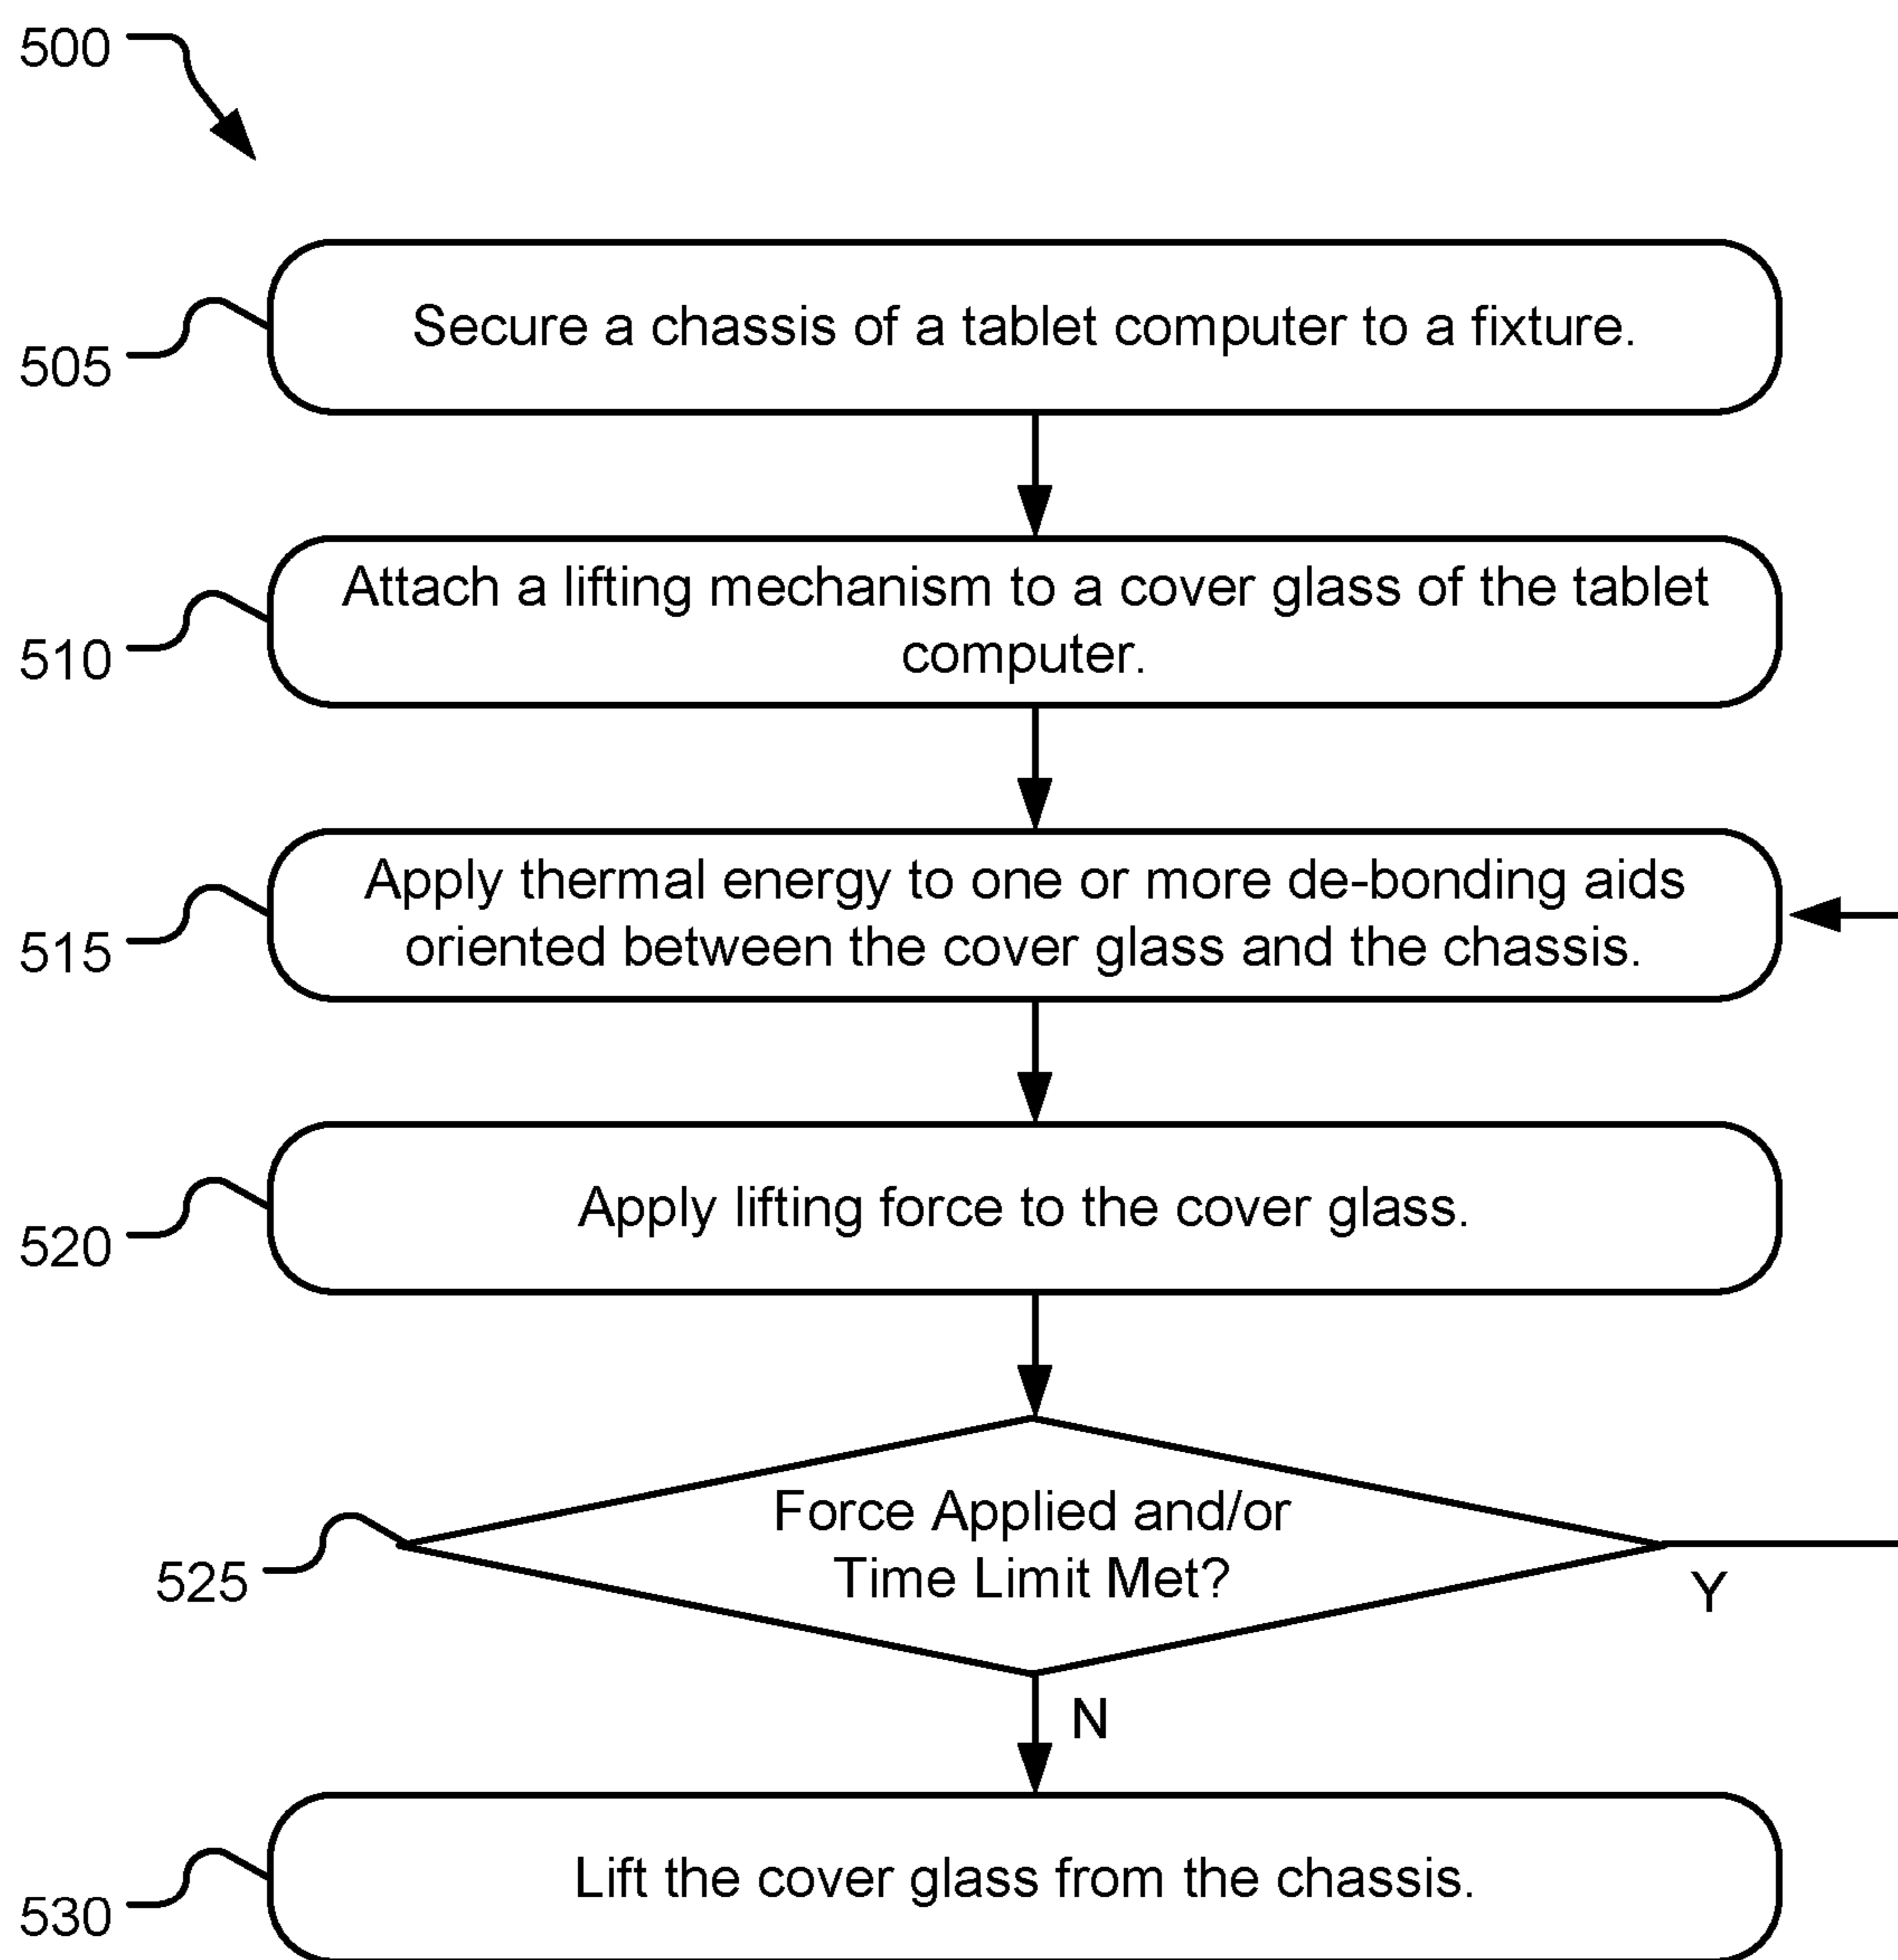 500
505
Secure a chassis of a tablet computer to a fixture.
510
Attach a lifting mechanism to a cover glass of the tablet
computer.
515
Apply thermal energy to one or more de-bonding aids
oriented between the cover glass and the chassis.
520
Apply lifting force to the cover glass.
525
Force Applied and/or
Time Limit Met?
Y
N
530
Lift the cover glass from the chassis.